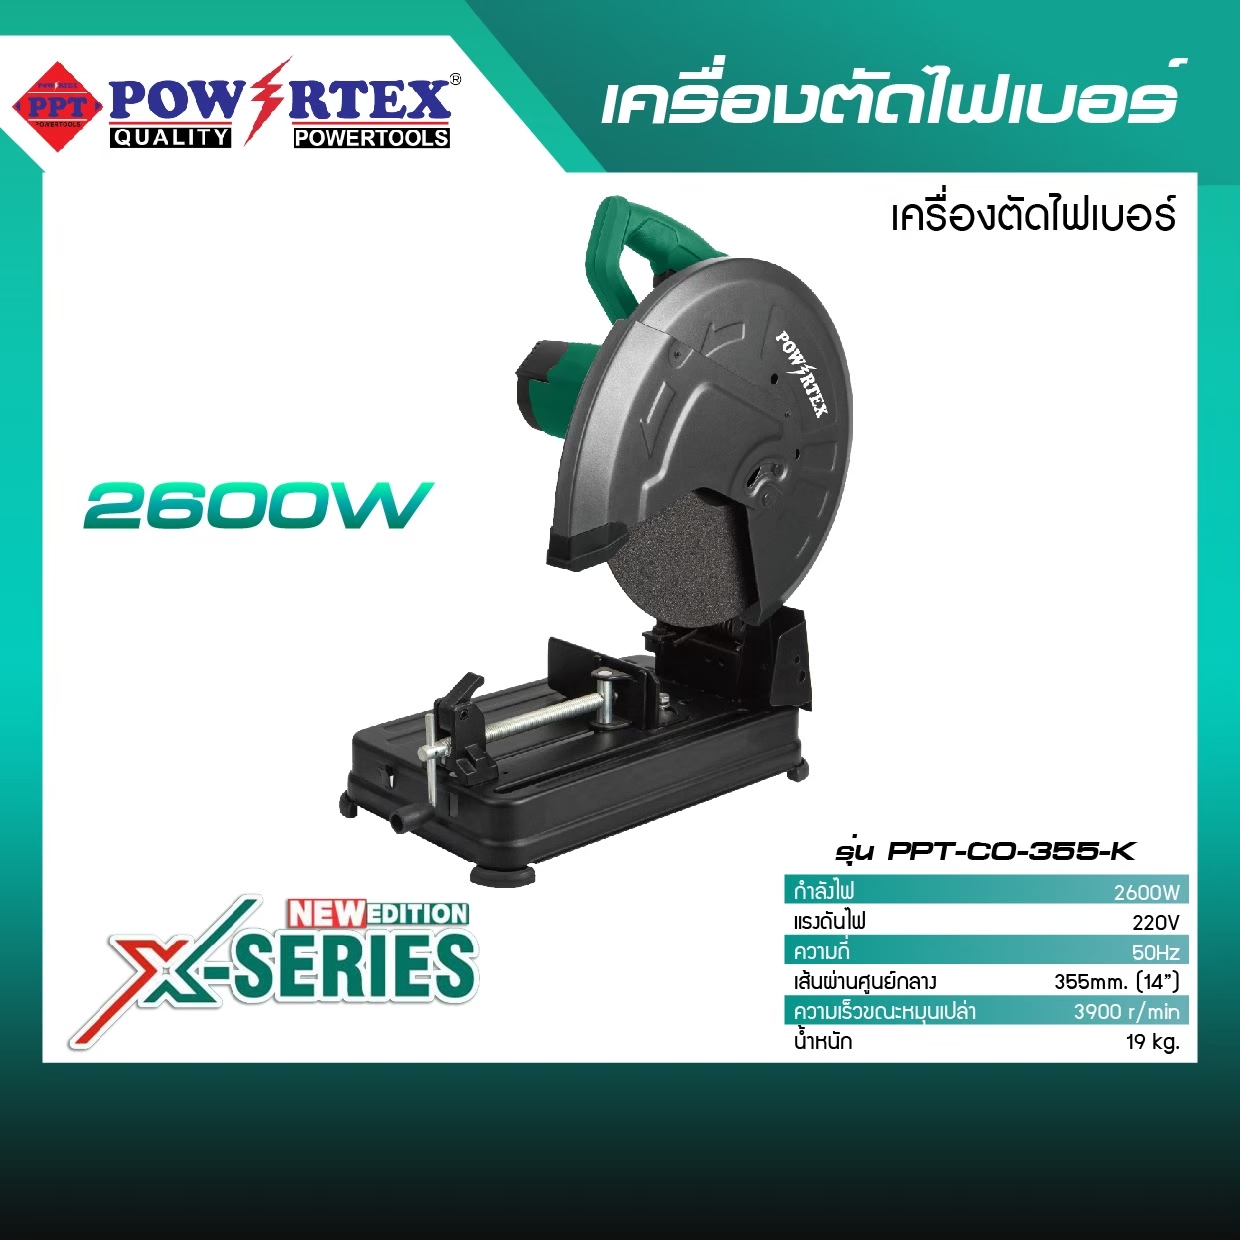 PPT
POWERTEX
POWERTOOLS
POWERTEX®
QUALITY POWERTOOLS
เครื่องตัดไฟเบอร์
เครื่องตัดไฟเบอร์
POWERTEX
2600W
NEW EDITION
X-SERIES
รุ่น PPT-CO-355-K
กำลังไฟ 2600W
แรงดันไฟ 220V
ความถี่ 50Hz
เส้นผ่านศูนย์กลาง 355mm. (14”)
ความเร็วขณะหมุนเปล่า 3900 r/min
น้ำหนัก 19 kg.